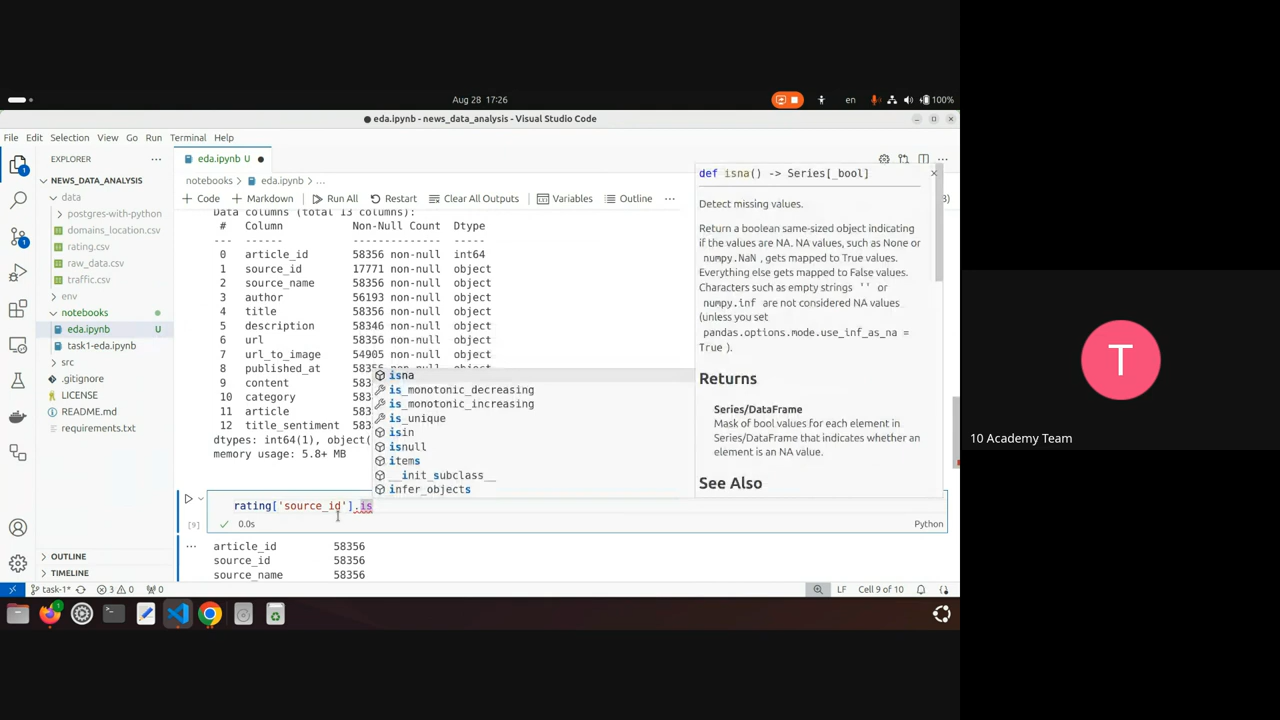 Aug 28 17:26
en
100%
eda.ipynb - news_data_analysis - Visual Studio Code
File Edit Selection View Go Run Terminal Help
EXPLORER
eda.ipynb U
NEWS_DATA_ANALYSIS
data
postgres-with-python
domains_location.csv
rating.csv
raw_data.csv
traffic.csv
env
notebooks
eda.ipynb U
task1-eda.ipynb
src
.gitignore
LICENSE
README.md
requirements.txt
OUTLINE
TIMELINE
notebooks > eda.ipynb > ...
+ Code + Markdown Run All Restart Clear All Outputs Variables Outline ...
Data columns (total 13 columns):
# Column Non-Null Count Dtype
--- ------ -------------- -----
0 article_id 58356 non-null int64
1 source_id 17771 non-null object
2 source_name 58356 non-null object
3 author 56193 non-null object
4 title 58356 non-null object
5 description 58346 non-null object
6 url 58356 non-null object
7 url_to_image 54905 non-null object
8 published_at 58356 non-null object
9 content 583
10 category 583
11 article 583
12 title_sentiment 583
dtypes: int64(1), object(
memory usage: 5.8+ MB
isna
is_monotonic_decreasing
is_monotonic_increasing
is_unique
isin
isnull
items
__init_subclass__
infer_objects
rating['source_id'].is
[9]
0.0s
Python
article_id 58356
source_id 58356
source_name 58356
def isna() -> Series[_bool]
Detect missing values.
Return a boolean same-sized object indicating
if the values are NA. NA values, such as None or
numpy.NaN , gets mapped to True values.
Everything else gets mapped to False values.
Characters such as empty strings '' or
numpy.inf are not considered NA values
(unless you set
pandas.options.mode.use_inf_as_na =
True ).
Returns
Series/DataFrame
Mask of bool values for each element in
Series/DataFrame that indicates whether an
element is an NA value.
See Also
task-1* 3 0 0
LF Cell 9 of 10
T
10 Academy Team